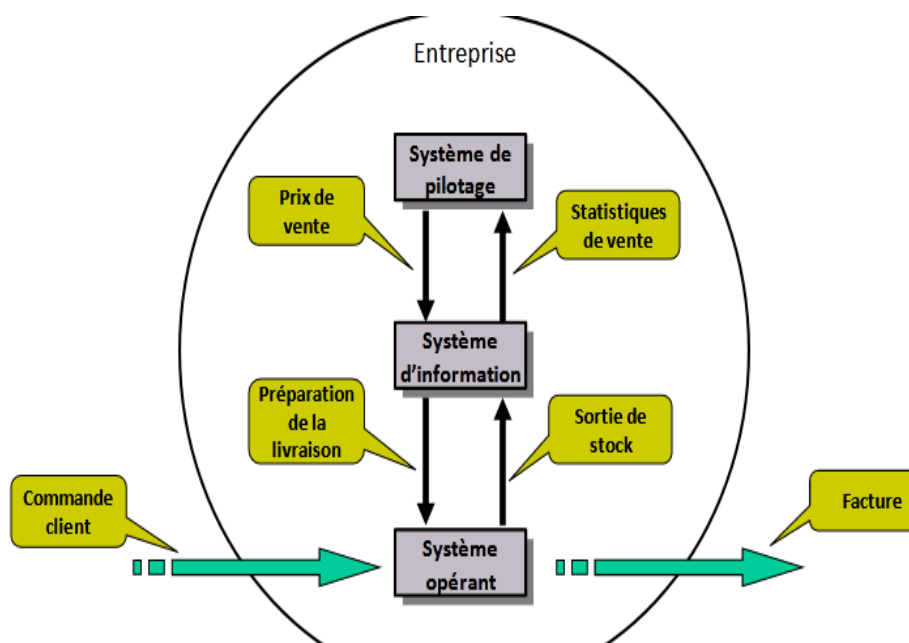 Entreprise
Système de
pilotage
Prix de
vente
Statistiques
de vente
Système
d'information
Préparation
de la
livraison
Sortie de
stock
Commande
client
Facture
Système
opérant